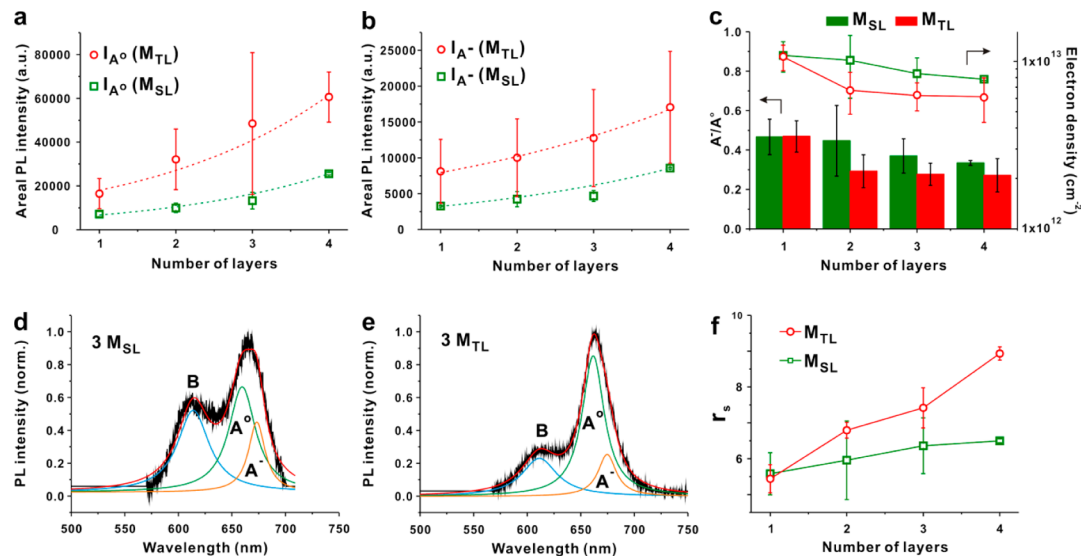 a
Areal PL intensity (a.u.)
80000
60000
40000
20000
0
I_A° (M_TL)
I_A° (M_SL)
1 2 3 4
Number of layers
b
Areal PL intensity (a.u.)
25000
20000
15000
10000
5000
0
I_A- (M_TL)
I_A- (M_SL)
1 2 3 4
Number of layers
c
M_SL M_TL
A⁻/A°
1.0
0.8
0.6
0.4
0.2
0.0
1x10¹³
1x10¹²
Electron density (cm⁻²)
1 2 3 4
Number of layers
d
3 M_SL
PL intensity (norm.)
1.0
0.8
0.6
0.4
0.2
0.0
B
A°
A⁻
500 550 600 650 700 750
Wavelength (nm)
e
3 M_TL
PL intensity (norm.)
1.0
0.8
0.6
0.4
0.2
0.0
B
A°
A⁻
500 550 600 650 700 750
Wavelength (nm)
f
r_s
10
8
6
M_TL
M_SL
1 2 3 4
Number of layers